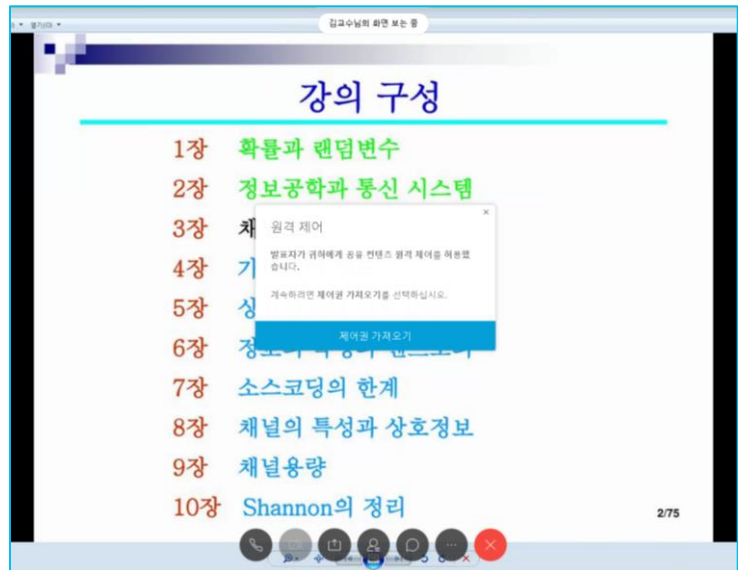 열기(O)
김교수님의 화면 보는 중
강의 구성
1장 확률과 랜덤변수
2장 정보공학과 통신 시스템
3장
4장
5장
6장
7장 소스코딩의 한계
8장 채널의 특성과 상호정보
9장 채널용량
10장 Shannon의 정리
원격 제어
발표자가 귀하에게 공유 컨텐츠 원격 제어를 허용했
습니다.
계속하려면 제어권 가져오기를 선택하십시오.
제어권 가져오기
2/75